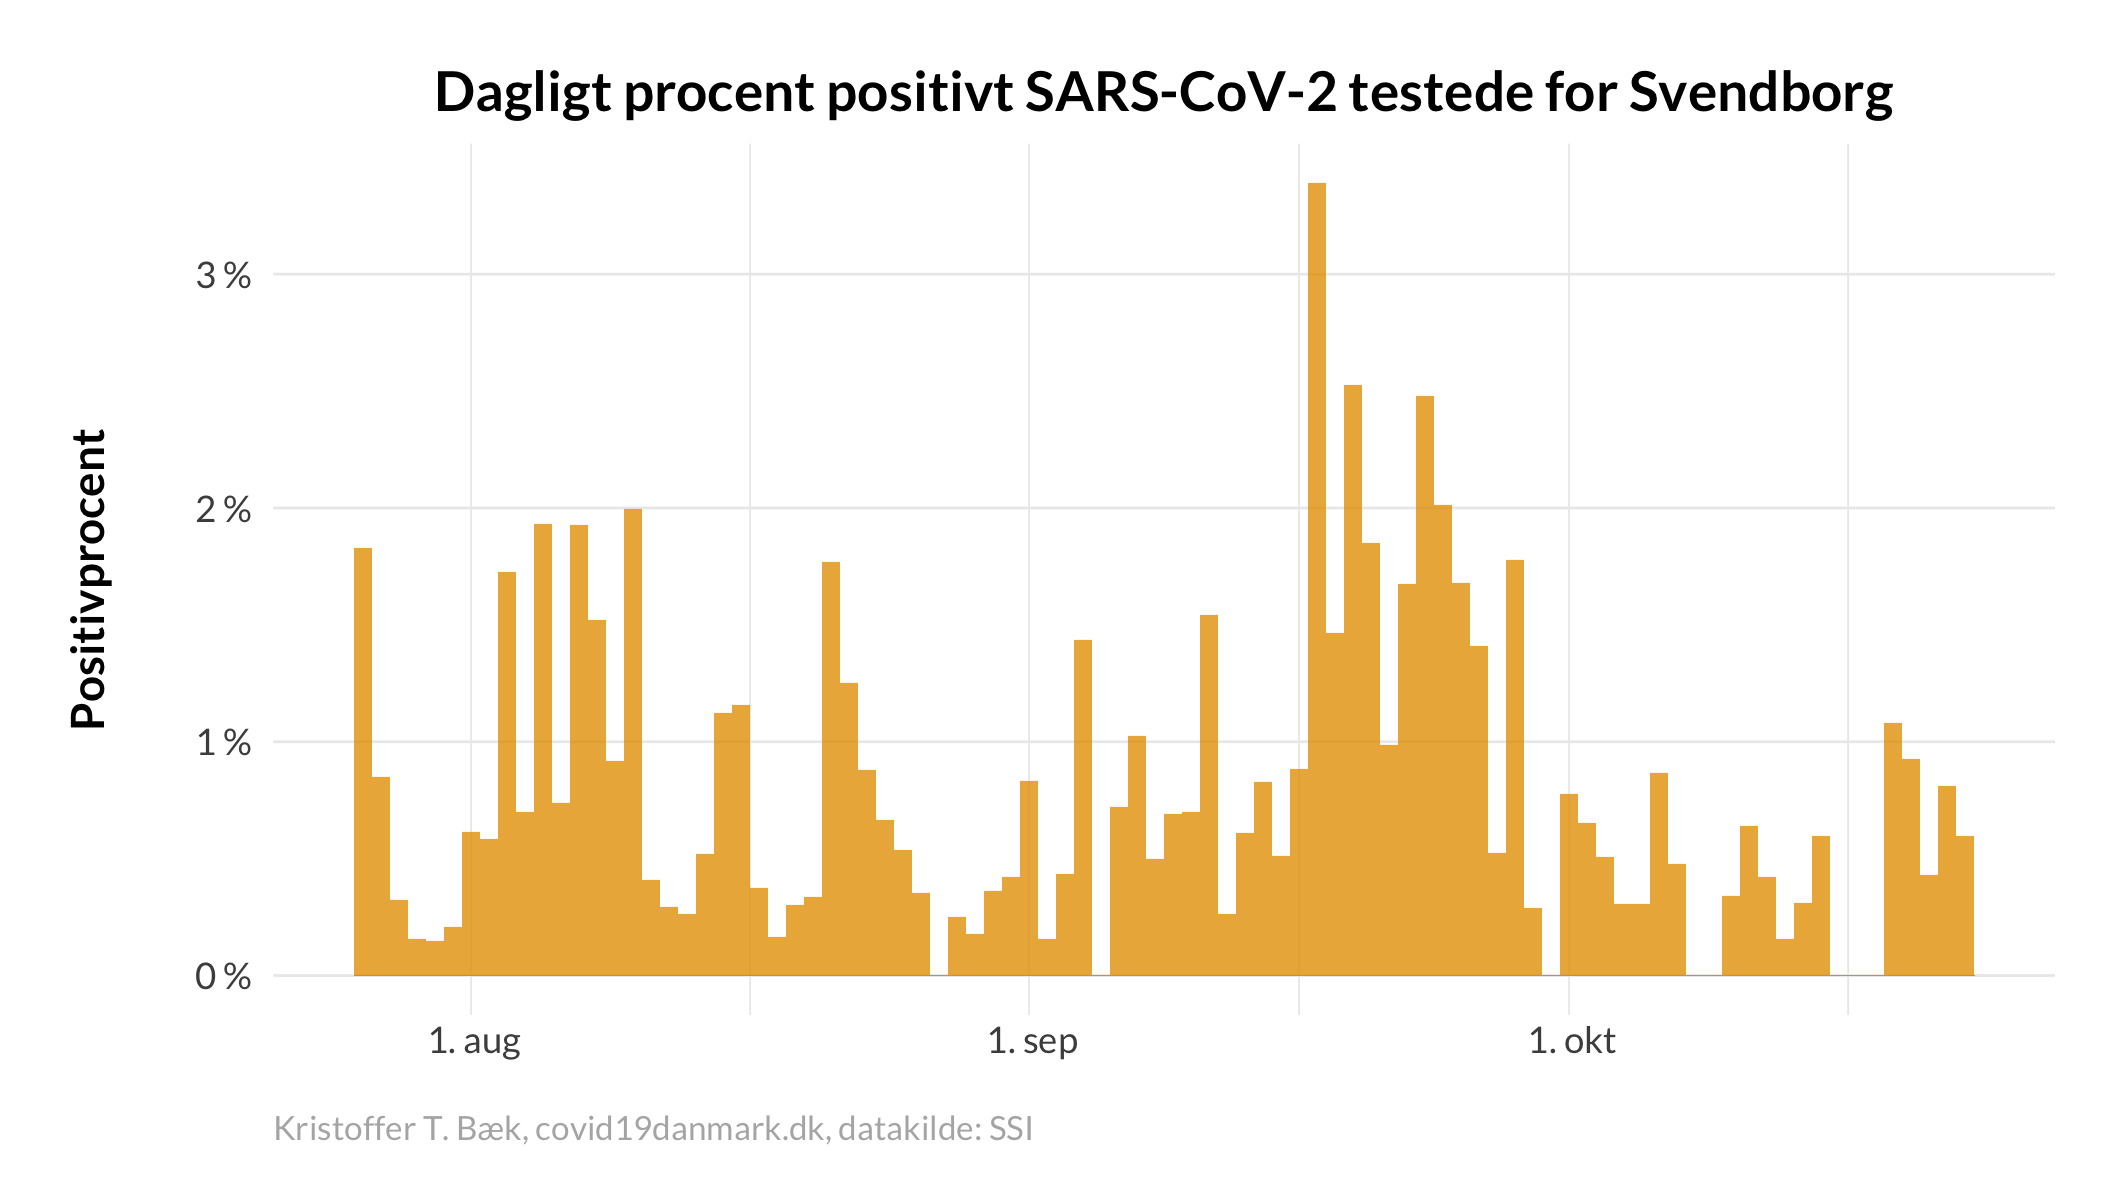 Dagligt procent positivt SARS-CoV-2 testede for Svendborg
Positivprocent
3 %
2 %
1 %
0 %
1. aug
1. sep
1. okt
Kristoffer T. Bæk, covid19danmark.dk, datakilde: SSI